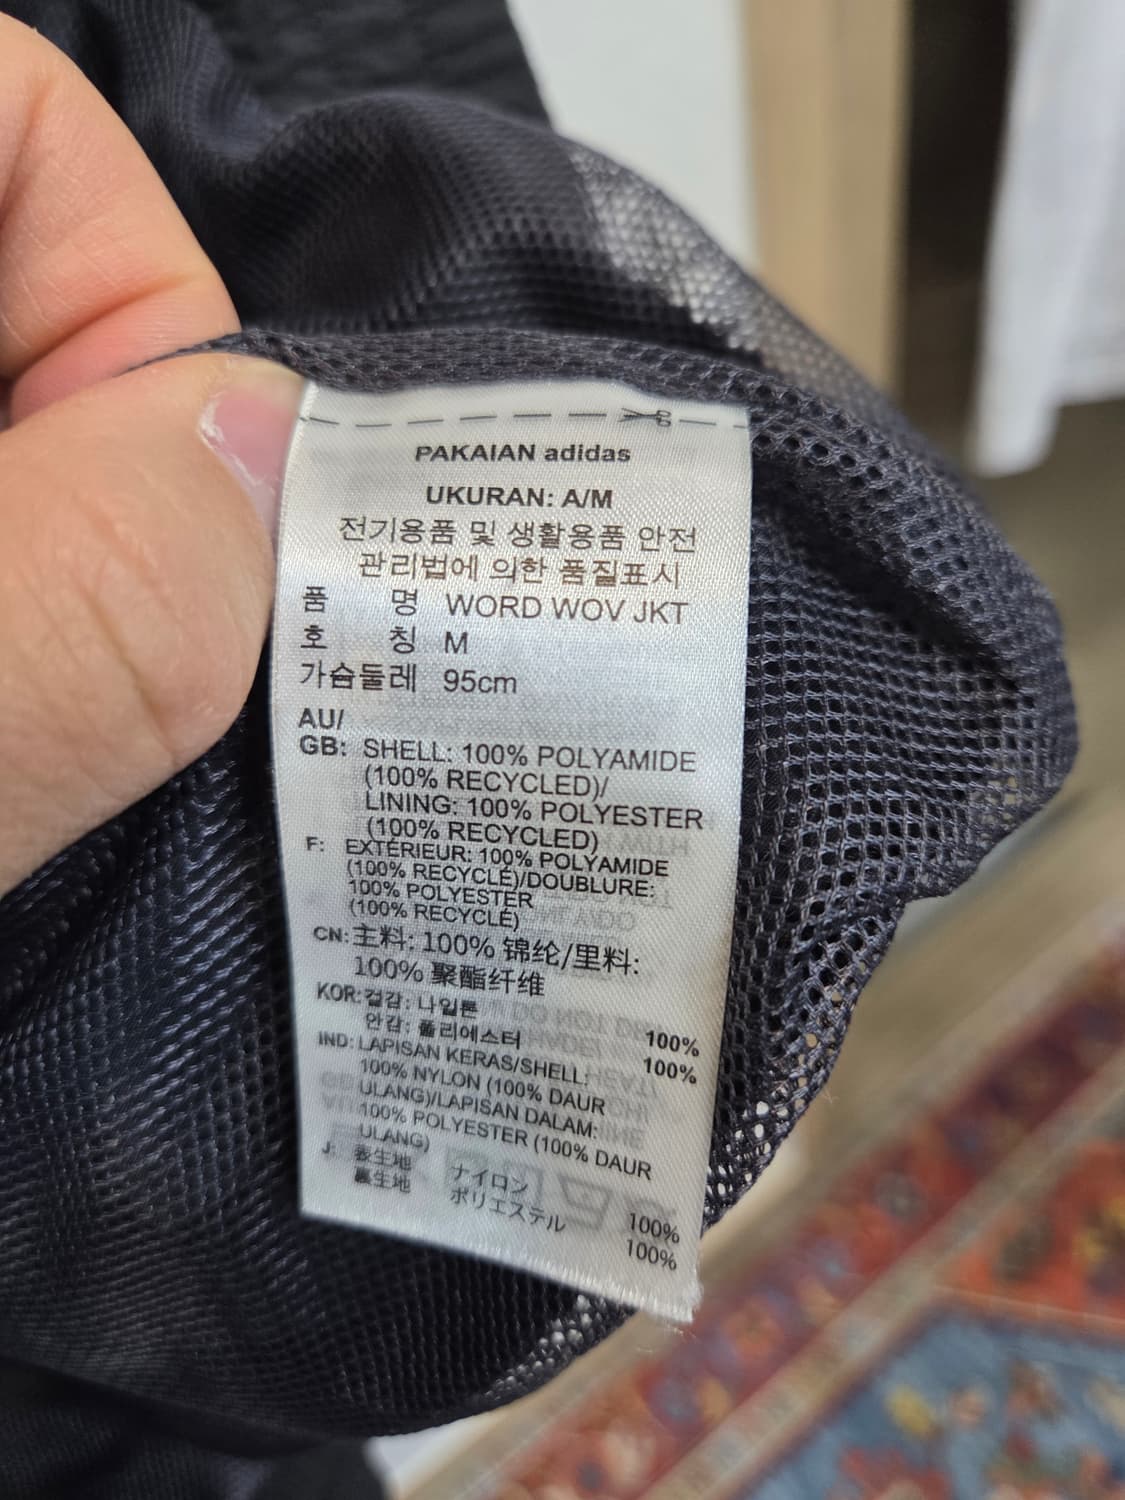 PAKAIAN adidas
UKURAN: A/M
전기용품 및 생활용품 안전
관리법에 의한 품질표시
품 명 WORD WOV JKT
호 칭 M
가슴둘레 95cm
AU/
GB: SHELL: 100% POLYAMIDE
(100% RECYCLED)/
LINING: 100% POLYESTER
(100% RECYCLED)
F: EXTÉRIEUR: 100% POLYAMIDE
(100% RECYCLÉ)/DOUBLURE:
100% POLYESTER
(100% RECYCLÉ)
CN: 主料: 100% 锦纶/里料:
100% 聚酯纤维
KOR: 겉감: 나일론 100%
안감: 폴리에스터 100%
IND: LAPISAN KERAS/SHELL:
100% NYLON (100% DAUR
ULANG)/LAPISAN DALAM:
100% POLYESTER (100% DAUR
ULANG)
J: 表生地 ナイロン 100%
裏生地 ポリエステル 100%